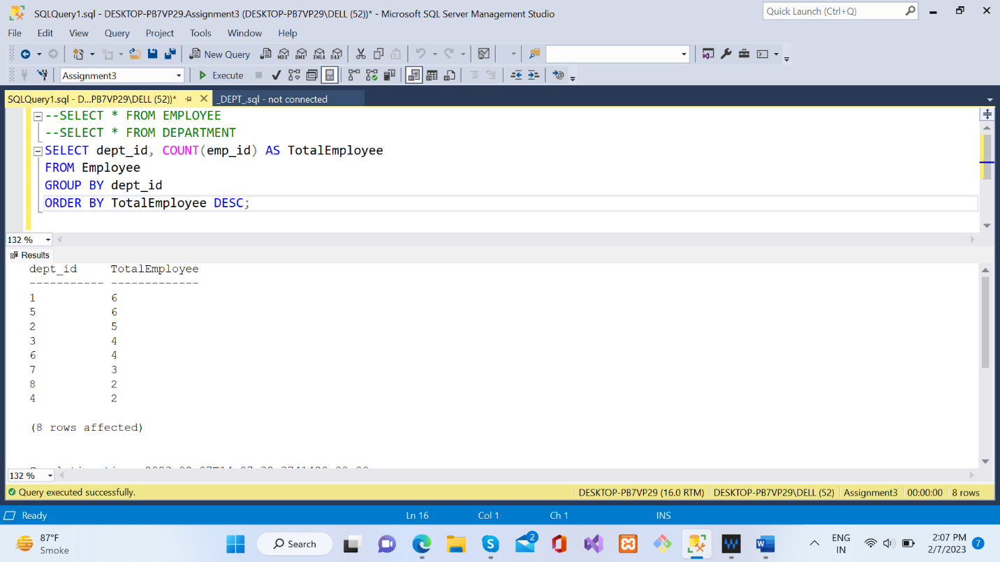 SQLQuery1.sql - DESKTOP-PB7VP29.Assignment3 (DESKTOP-PB7VP29\DELL (52))* - Microsoft SQL Server Management Studio
Quick Launch (Ctrl+Q)
File Edit View Query Project Tools Window Help
New Query MDX DMX XMLA DAX
Assignment3 Execute
SQLQuery1.sql - D...PB7VP29\DELL (52))* _DEPT_.sql - not connected
--SELECT * FROM EMPLOYEE
--SELECT * FROM DEPARTMENT
SELECT dept_id, COUNT(emp_id) AS TotalEmployee
FROM Employee
GROUP BY dept_id
ORDER BY TotalEmployee DESC;
132 %
Results
dept_id TotalEmployee
----------- -------------
1 6
5 6
2 5
3 4
6 4
7 3
8 2
4 2
(8 rows affected)
132 %
Query executed successfully. DESKTOP-PB7VP29 (16.0 RTM) DESKTOP-PB7VP29\DELL (52) Assignment3 00:00:00 8 rows
Ready Ln 16 Col 1 Ch 1 INS
87°F
Smoke
Search
2
ENG
IN
2:07 PM
2/7/2023
7